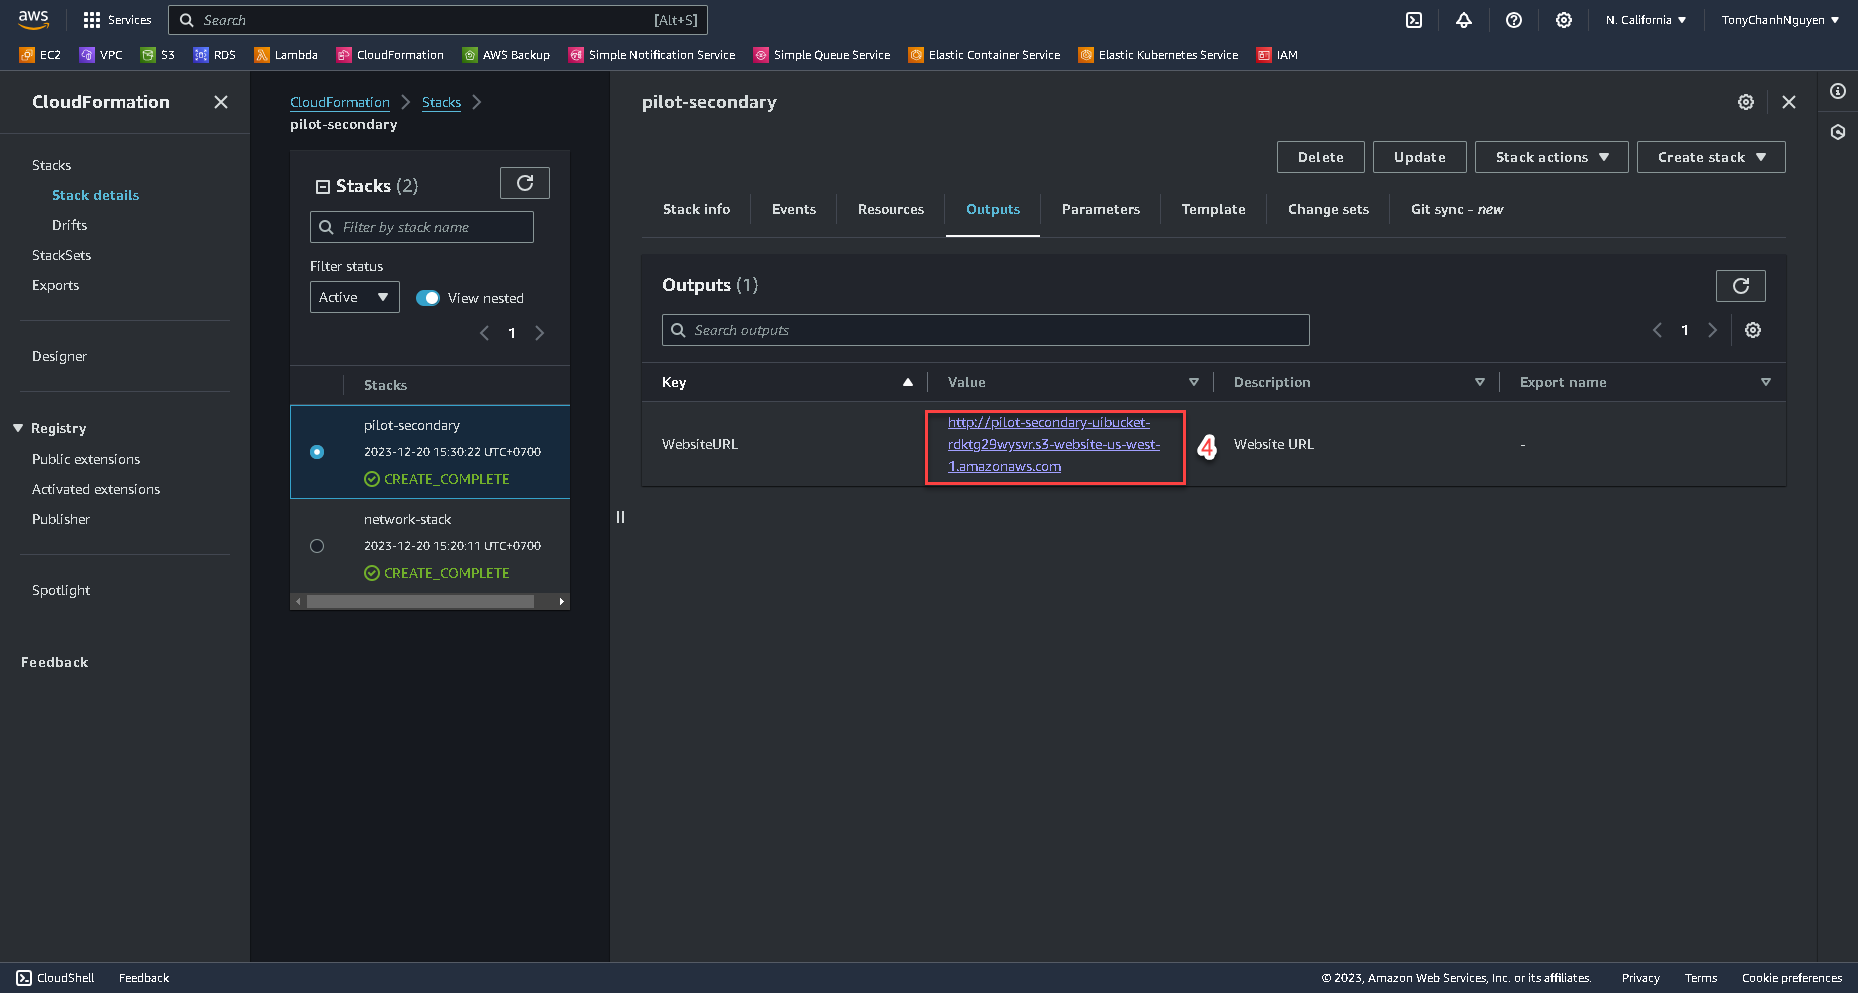 aws
Services
Search
[Alt+S]
N. California
TonyChanhNguyen
EC2
VPC
S3
RDS
Lambda
CloudFormation
AWS Backup
Simple Notification Service
Simple Queue Service
Elastic Container Service
Elastic Kubernetes Service
IAM
CloudFormation
Stacks
Stack details
Drifts
StackSets
Exports
Designer
Registry
Public extensions
Activated extensions
Publisher
Spotlight
Feedback
CloudFormation
Stacks
pilot-secondary
Stacks (2)
Filter by stack name
Filter status
Active
View nested
1
Stacks
pilot-secondary
2023-12-20 15:30:22 UTC+0700
CREATE_COMPLETE
network-stack
2023-12-20 15:20:11 UTC+0700
CREATE_COMPLETE
pilot-secondary
Delete
Update
Stack actions
Create stack
Stack info
Events
Resources
Outputs
Parameters
Template
Change sets
Git sync - new
Outputs (1)
Search outputs
1
Key
Value
Description
Export name
WebsiteURL
http://pilot-secondary-uibucket-
rdktg29wysvr.s3-website-us-west-
1.amazonaws.com
4
Website URL
-
CloudShell
Feedback
© 2023, Amazon Web Services, Inc. or its affiliates.
Privacy
Terms
Cookie preferences